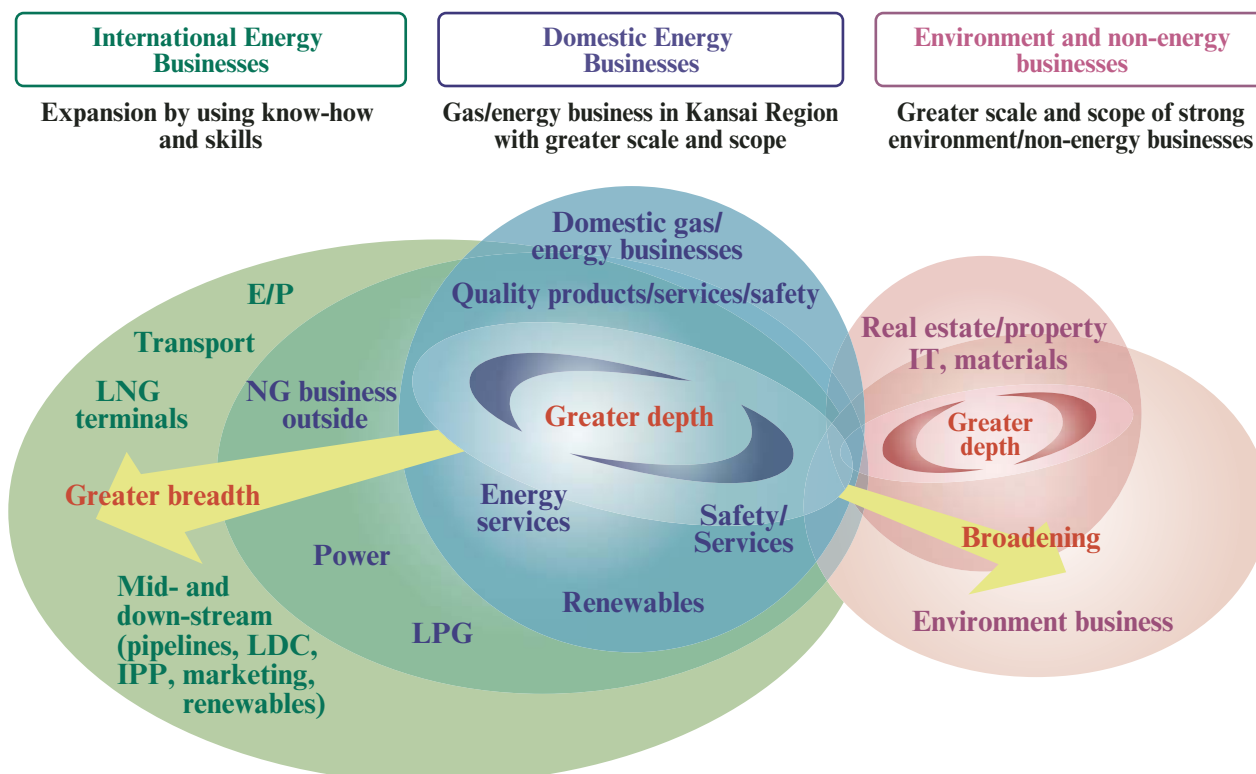 International Energy
Businesses
Domestic Energy
Businesses
Environment and non-energy
businesses
Expansion by using know-how
and skills
Gas/energy business in Kansai Region
with greater scale and scope
Greater scale and scope of strong
environment/non-energy businesses
Domestic gas/
energy businesses
Quality products/services/safety
E/P
Transport
LNG
terminals
NG business
outside
Greater depth
Real estate/property
IT, materials
Greater
depth
Greater breadth
Energy
services
Safety/
Services
Broadening
Power
Renewables
LPG
Environment business
Mid- and
down-stream
(pipelines, LDC,
IPP, marketing,
renewables)